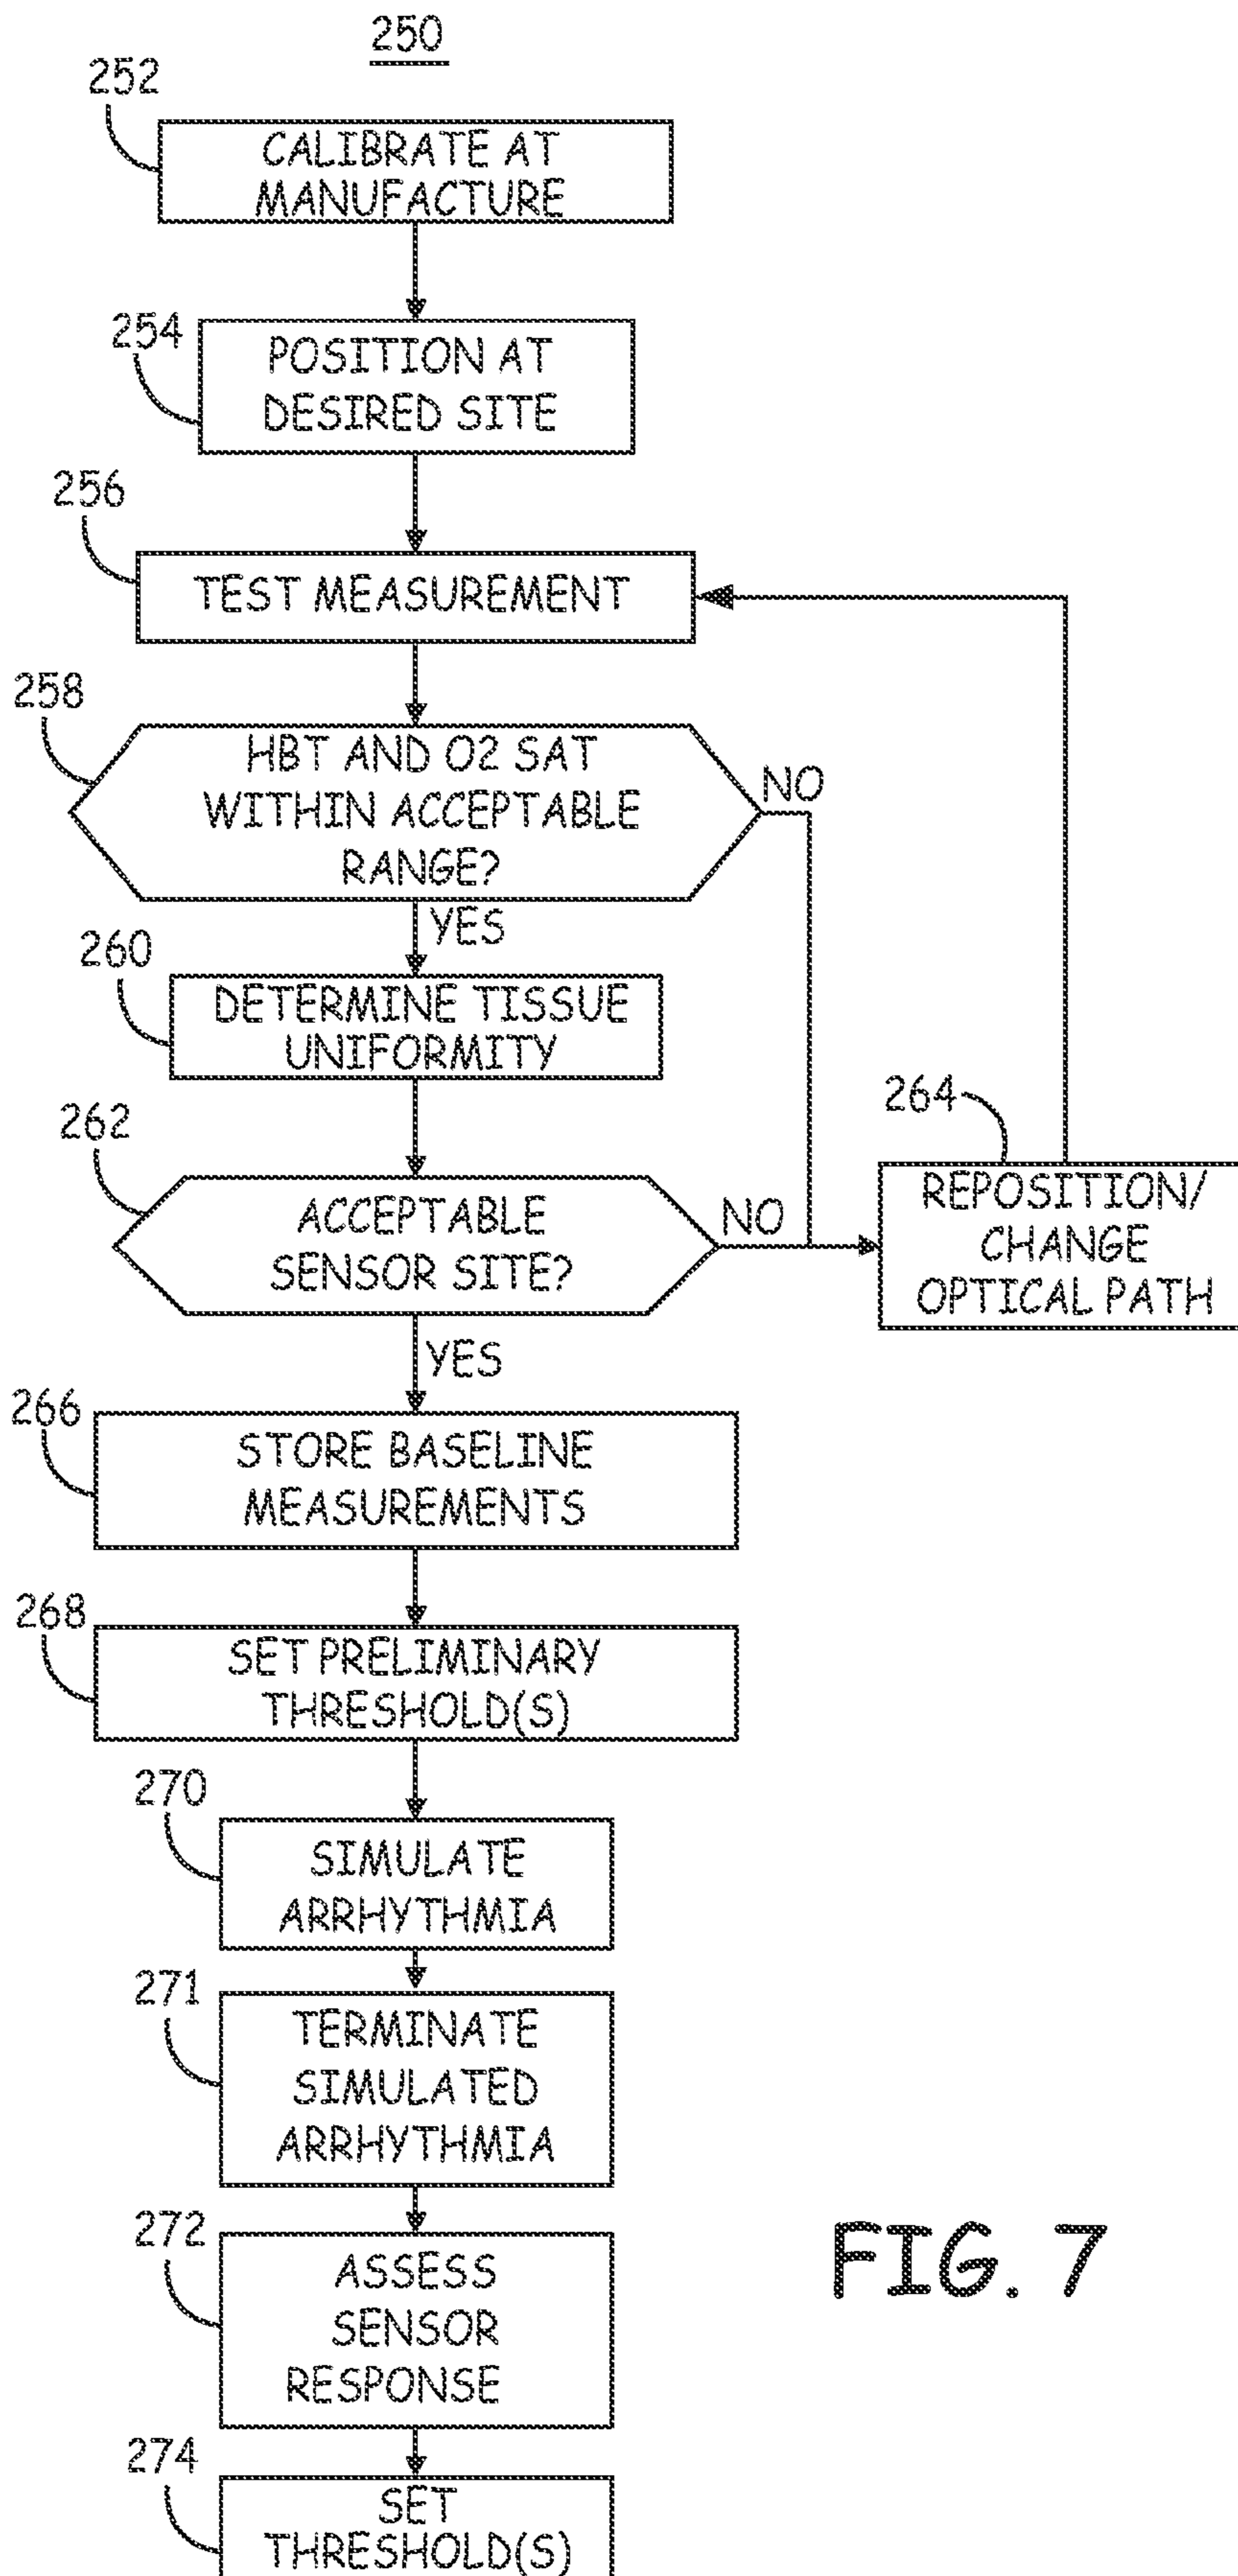 250
252
CALIBRATE AT
MANUFACTURE
254
POSITION AT
DESIRED SITE
256
TEST MEASUREMENT
258
HBT AND O2 SAT
WITHIN ACCEPTABLE
RANGE?
NO
YES
260
DETERMINE TISSUE
UNIFORMITY
262
ACCEPTABLE
SENSOR SITE?
NO
264
REPOSITION/
CHANGE
OPTICAL PATH
YES
266
STORE BASELINE
MEASUREMENTS
268
SET PRELIMINARY
THRESHOLD(S)
270
SIMULATE
ARRHYTHMIA
271
TERMINATE
SIMULATED
ARRHYTHMIA
272
ASSESS
SENSOR
RESPONSE
274
SET
THRESHOLD(S)
FIG. 7